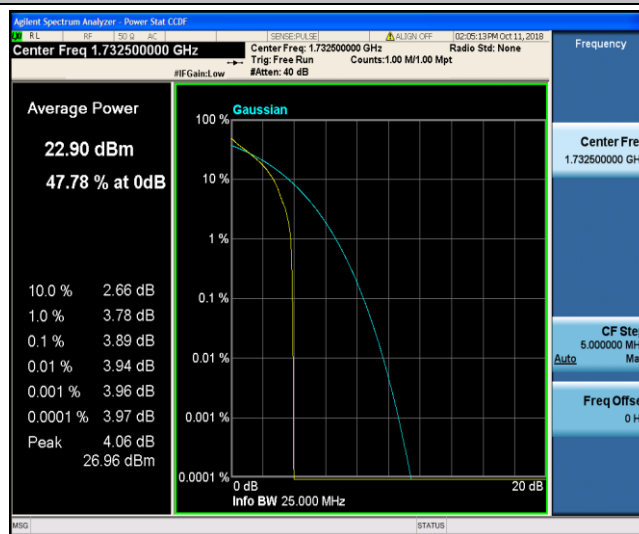 Agilent Spectrum Analyzer - Power Stat CCDF
RL RF 50 Ω AC SENSE:PULSE ALIGN OFF 02:05:13PM Oct 11, 2018
Center Freq 1.732500000 GHz
Center Freq: 1.732500000 GHz Radio Std: None
Trig: Free Run Counts:1.00 M/1.00 Mpt
#IFGain:Low #Atten: 40 dB
Frequency
Average Power
22.90 dBm
47.78 % at 0dB
10.0 % 2.66 dB
1.0 % 3.78 dB
0.1 % 3.89 dB
0.01 % 3.94 dB
0.001 % 3.96 dB
0.0001 % 3.97 dB
Peak 4.06 dB
26.96 dBm
Gaussian
100 %
10 %
1 %
0.1 %
0.01 %
0.001 %
0.0001 %
0 dB 20 dB
Info BW 25.000 MHz
Center Fre
1.732500000 GH
CF Ste
5.000000 MH
Auto Ma
Freq Offse
0 H
MSG STATUS